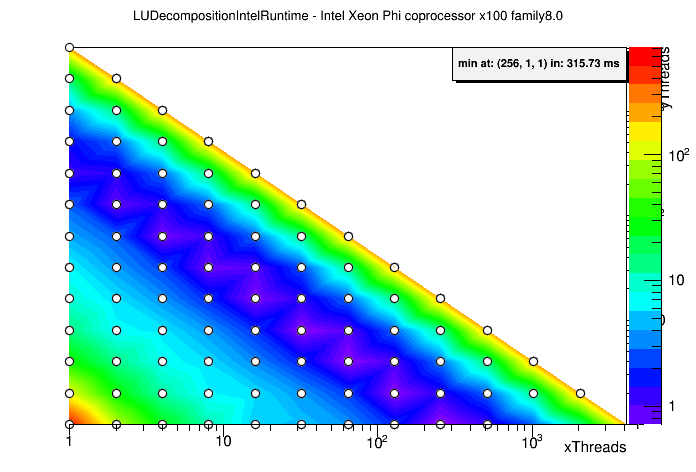 LUDecompositionIntelRuntime - Intel Xeon Phi coprocessor x100 family8.0
min at: (256, 1, 1) in: 315.73 ms
yThreads
10²
10
1
1 10 10² 10³
xThreads